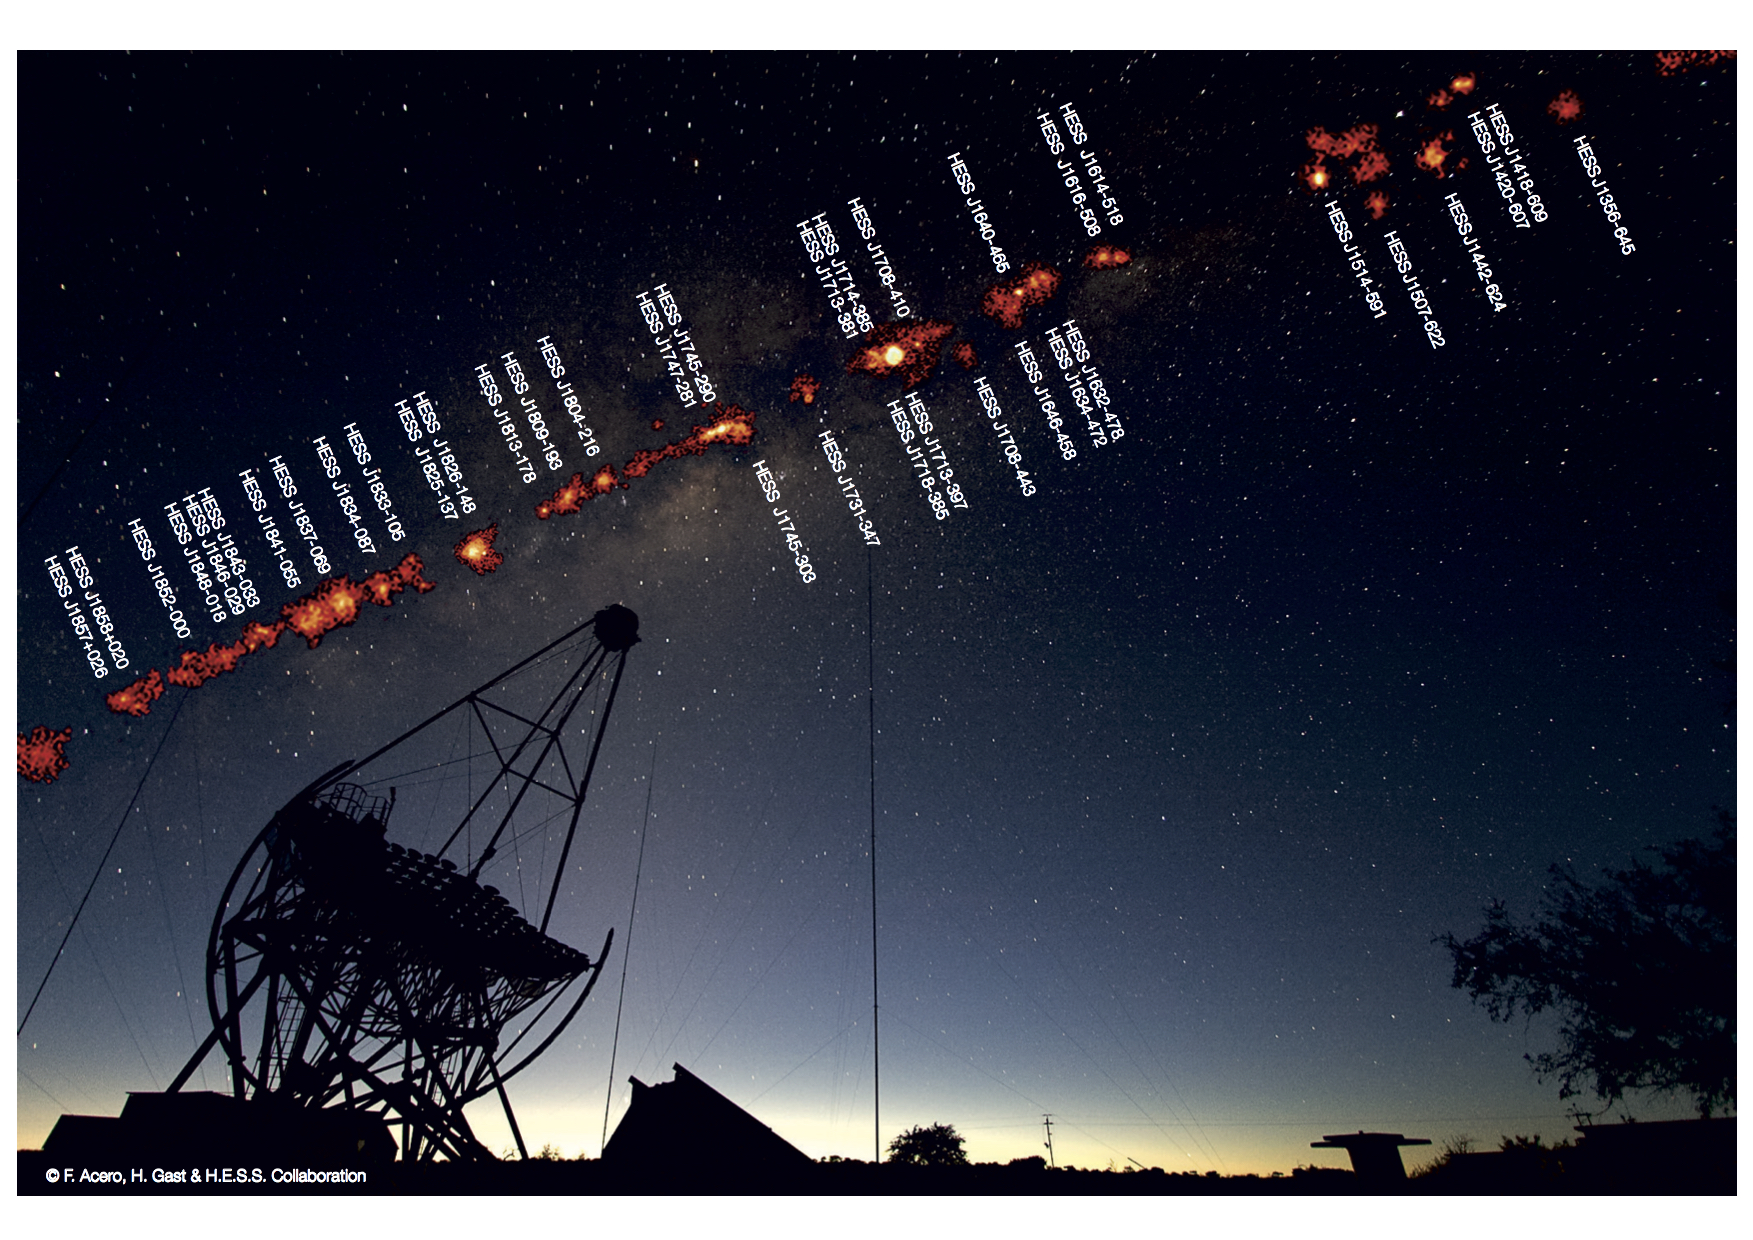 HESS J1857+026
HESS J1858+020
HESS J1852-000
HESS J1848-018
HESS J1846-029
HESS J1843-033
HESS J1841-055
HESS J1837-069
HESS J1834-087
HESS J1833-105
HESS J1825-137
HESS J1826-148
HESS J1813-178
HESS J1809-193
HESS J1804-216
HESS J1747-281
HESS J1745-290
HESS J1745-303
HESS J1713-381
HESS J1714-385
HESS J1708-410
HESS J1731-347
HESS J1718-385
HESS J1713-397
HESS J1708-443
HESS J1640-465
HESS J1646-458
HESS J1634-472
HESS J1632-478
HESS J1616-508
HESS J1614-518
HESS J1514-591
HESS J1507-622
HESS J1442-624
HESS J1420-607
HESS J1418-609
HESS J1356-645
© F. Acero, H. Gast & H.E.S.S. Collaboration